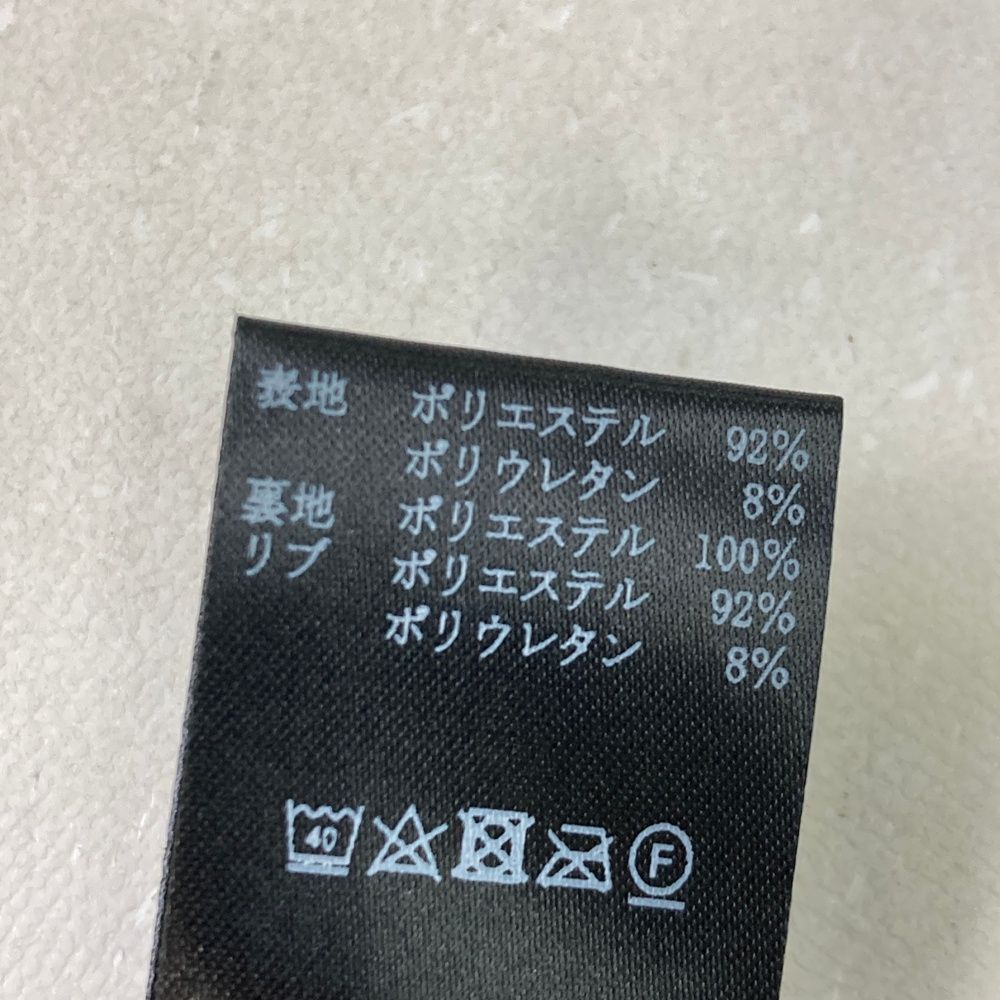 表地 ポリエステル 92%
ポリウレタン 8%
裏地 ポリエステル 100%
リブ ポリエステル 92%
ポリウレタン 8%
40 F